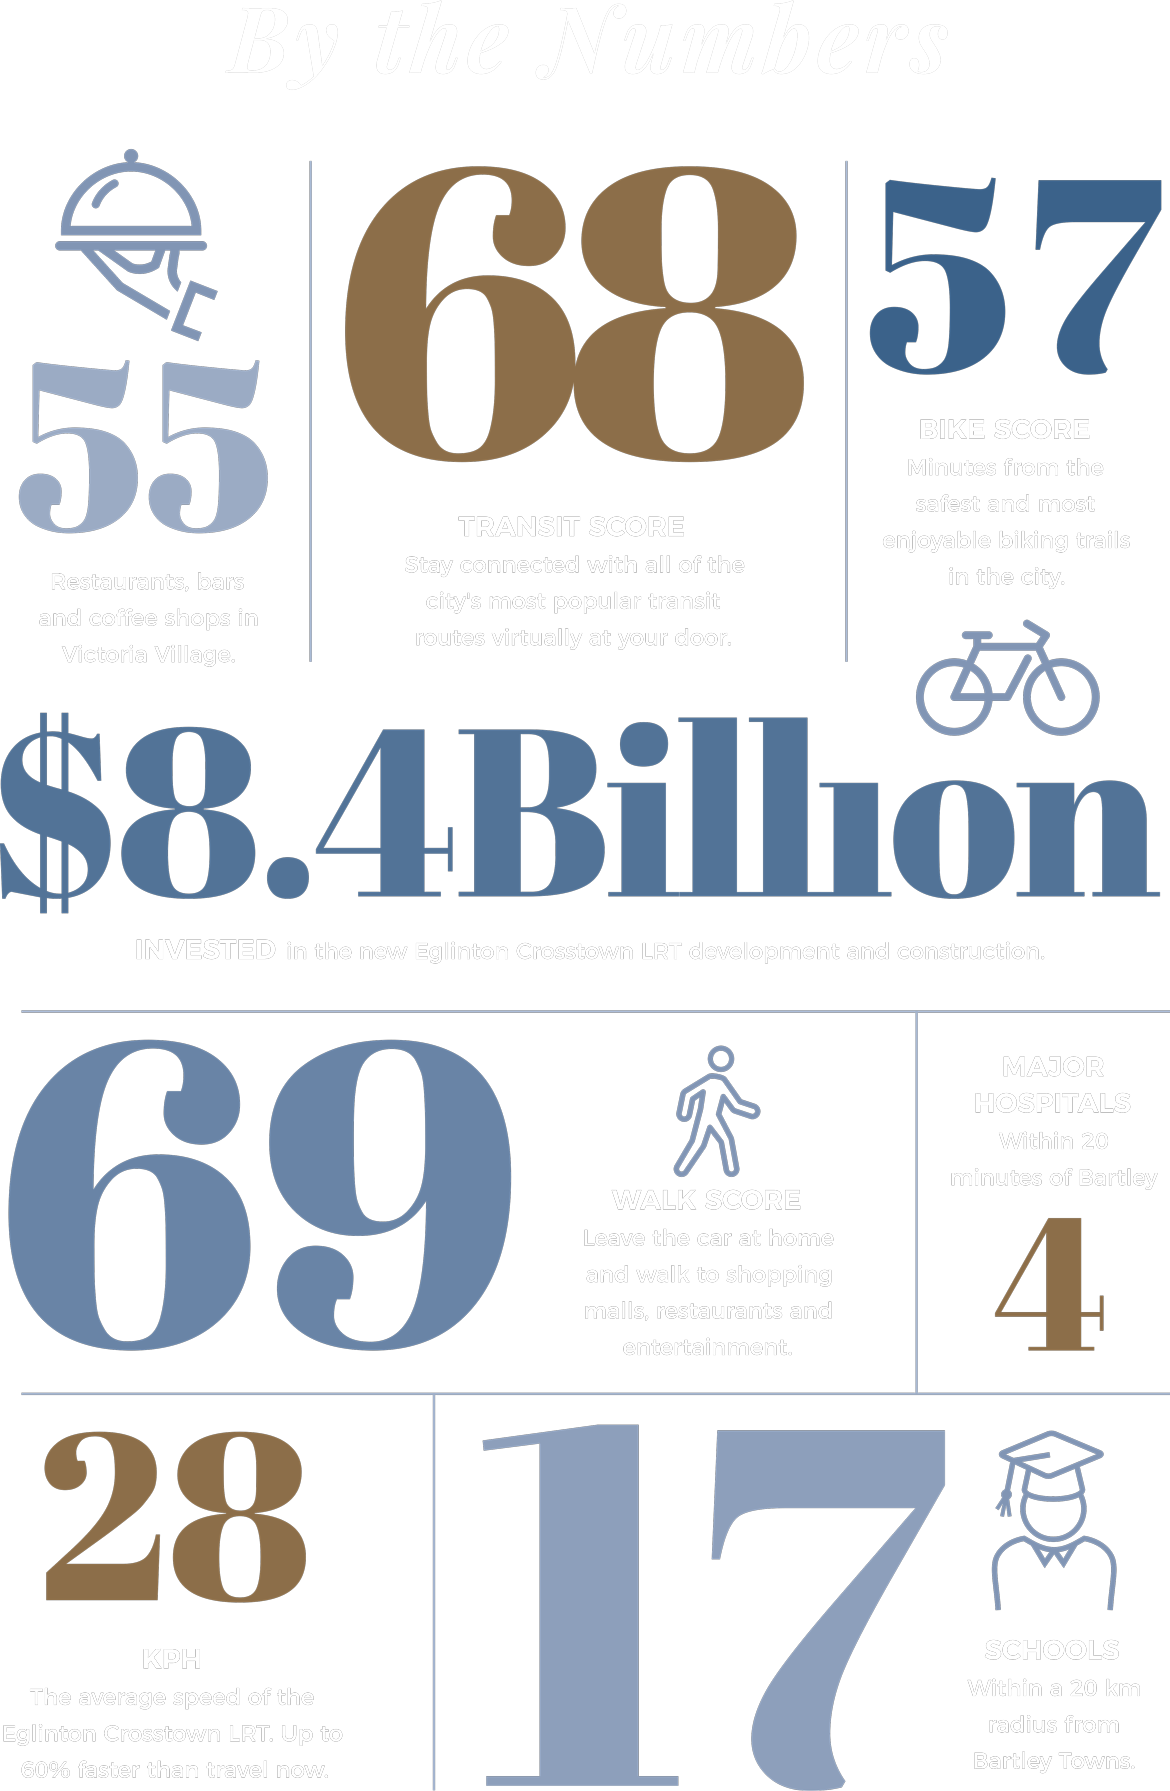 By the Numbers
55
Restaurants, bars
and coffee shops in
Victoria Village.
68
TRANSIT SCORE
Stay connected with all of the
city's most popular transit
routes virtually at your door.
57
BIKE SCORE
Minutes from the
safest and most
enjoyable biking trails
in the city.
$8.4Billion
INVESTED in the new Eglinton Crosstown LRT development and construction.
69
WALK SCORE
Leave the car at home
and walk to shopping
malls, restaurants and
entertainment.
MAJOR
HOSPITALS
Within 20
minutes of Bartley
4
28
KPH
The average speed of the
Eglinton Crosstown LRT. Up to
60% faster than travel now.
17
SCHOOLS
Within a 20 km
radius from
Bartley Towns.